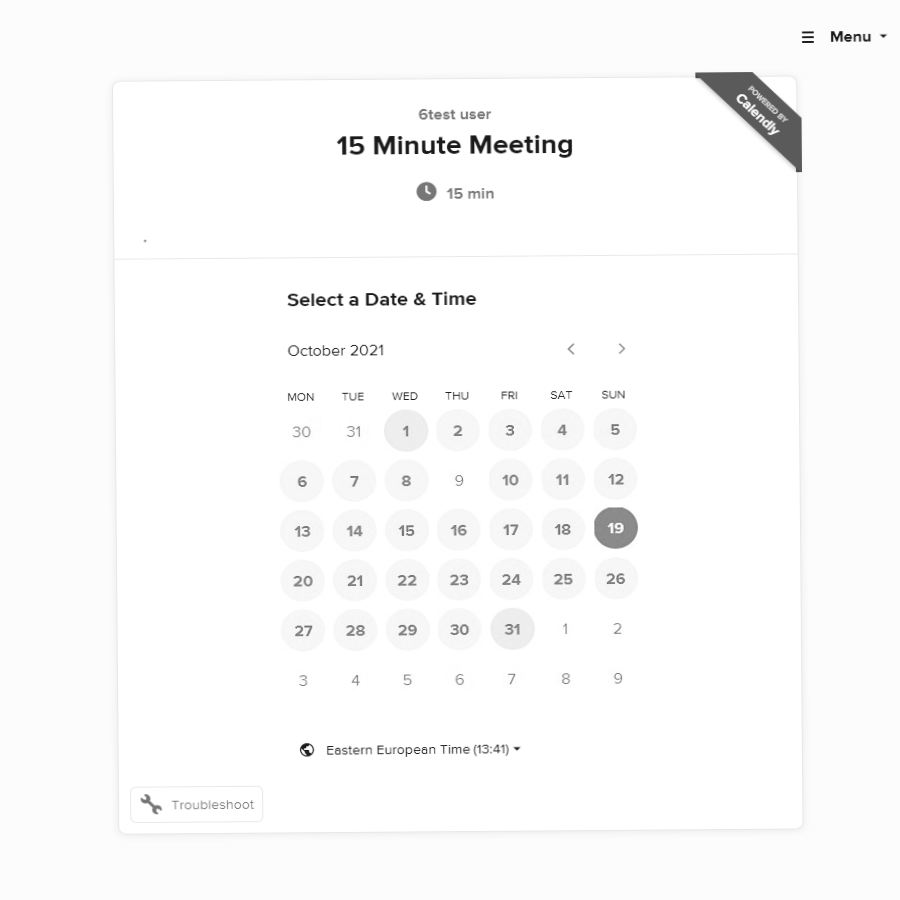 Menu
POWERED BY
Calendly
6test user
15 Minute Meeting
15 min
.
Select a Date & Time
October 2021
MON TUE WED THU FRI SAT SUN
30 31 1 2 3 4 5
6 7 8 9 10 11 12
13 14 15 16 17 18 19
20 21 22 23 24 25 26
27 28 29 30 31 1 2
3 4 5 6 7 8 9
Eastern European Time (13:41)
Troubleshoot